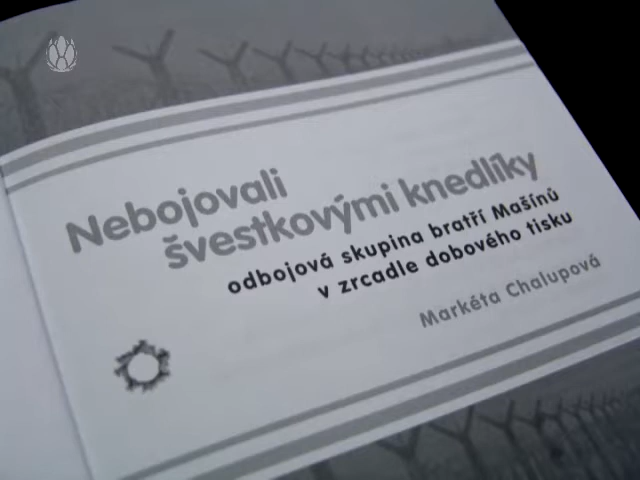 Nebojovali
švestkovými knedlíky
odbojová skupina bratří Mašínů
v zrcadle dobového tisku
Markéta Chalupová